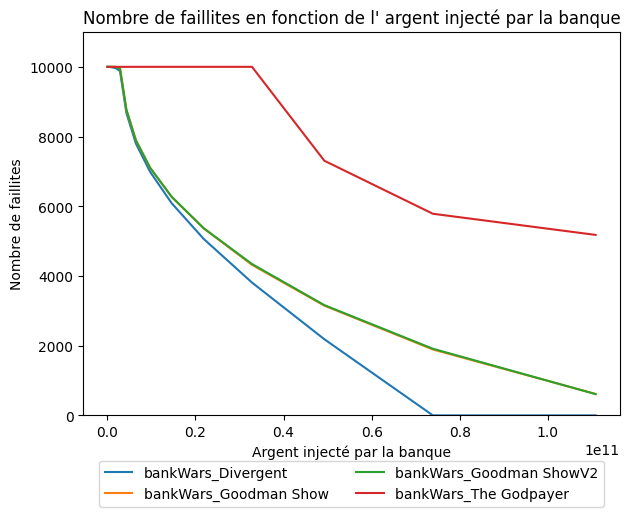 Nombre de faillites en fonction de l' argent injecté par la banque
Nombre de faillites
10000
8000
6000
4000
2000
0
0.0 0.2 0.4 0.6 0.8 1.0
1e11
Argent injecté par la banque
bankWars_Divergent
bankWars_Goodman Show
bankWars_Goodman ShowV2
bankWars_The Godpayer